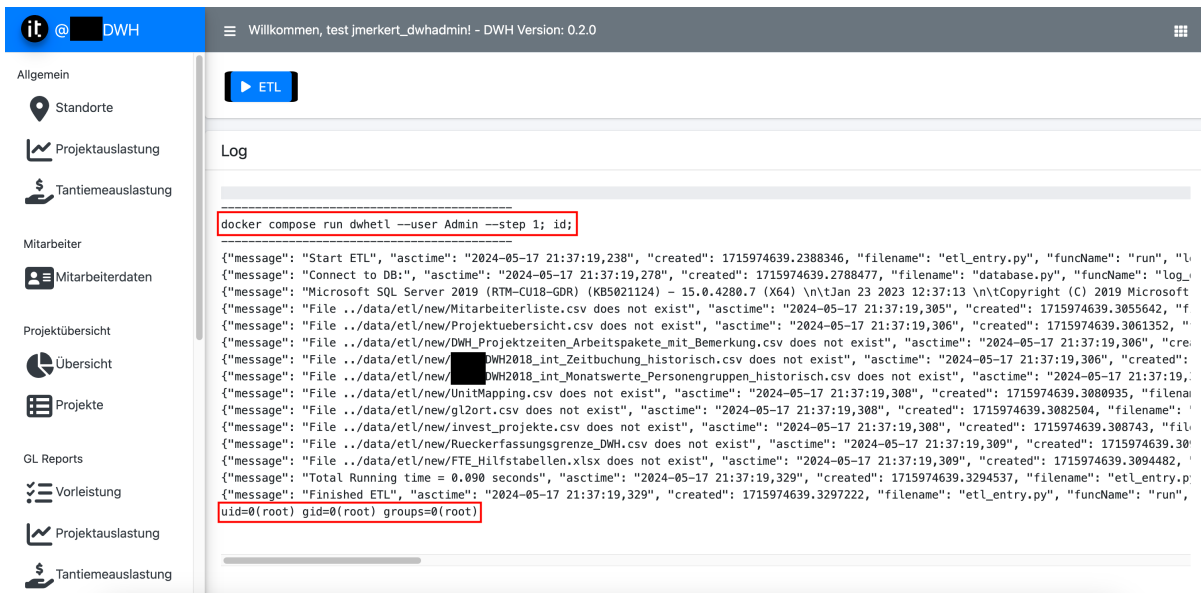 it @ DWH
Willkommen, test jmerkert_dwhadmin! - DWH Version: 0.2.0
Allgemein
Standorte
Projektauslastung
Tantiemeauslastung
Mitarbeiter
Mitarbeiterdaten
Projektübersicht
Übersicht
Projekte
GL Reports
Vorleistung
Projektauslastung
Tantiemeauslastung
ETL
Log
-------------------------------------------
docker compose run dwhetl --user Admin --step 1; id;
-------------------------------------------
{"message": "Start ETL", "asctime": "2024-05-17 21:37:19,238", "created": 1715974639.2388346, "filename": "etl_entry.py", "funcName": "run", "l
{"message": "Connect to DB:", "asctime": "2024-05-17 21:37:19,278", "created": 1715974639.2788477, "filename": "database.py", "funcName": "log_
{"message": "Microsoft SQL Server 2019 (RTM-CU18-GDR) (KB5021124) - 15.0.4280.7 (X64) \n\tJan 23 2023 12:37:13 \n\tCopyright (C) 2019 Microsoft
{"message": "File ../data/etl/new/Mitarbeiterliste.csv does not exist", "asctime": "2024-05-17 21:37:19,305", "created": 1715974639.3055642, "f
{"message": "File ../data/etl/new/Projektuebersicht.csv does not exist", "asctime": "2024-05-17 21:37:19,306", "created": 1715974639.3061352, "
{"message": "File ../data/etl/new/DWH_Projektzeiten_Arbeitspakete_mit_Bemerkung.csv does not exist", "asctime": "2024-05-17 21:37:19,306", "crea
{"message": "File ../data/etl/new/ DWH2018_int_Zeitbuchung_historisch.csv does not exist", "asctime": "2024-05-17 21:37:19,306", "created":
{"message": "File ../data/etl/new/ DWH2018_int_Monatswerte_Personengruppen_historisch.csv does not exist", "asctime": "2024-05-17 21:37:19,
{"message": "File ../data/etl/new/UnitMapping.csv does not exist", "asctime": "2024-05-17 21:37:19,308", "created": 1715974639.3080935, "filenam
{"message": "File ../data/etl/new/gl2ort.csv does not exist", "asctime": "2024-05-17 21:37:19,308", "created": 1715974639.3082504, "filename": "
{"message": "File ../data/etl/new/invest_projekte.csv does not exist", "asctime": "2024-05-17 21:37:19,308", "created": 1715974639.308743, "fil
{"message": "File ../data/etl/new/Rueckerfassungsgrenze_DWH.csv does not exist", "asctime": "2024-05-17 21:37:19,309", "created": 1715974639.309
{"message": "File ../data/etl/new/FTE_Hilfstabellen.xlsx does not exist", "asctime": "2024-05-17 21:37:19,309", "created": 1715974639.3094482, "
{"message": "Total Running time = 0.090 seconds", "asctime": "2024-05-17 21:37:19,329", "created": 1715974639.3294537, "filename": "etl_entry.p
{"message": "Finished ETL", "asctime": "2024-05-17 21:37:19,329", "created": 1715974639.3297222, "filename": "etl_entry.py", "funcName": "run",
uid=0(root) gid=0(root) groups=0(root)